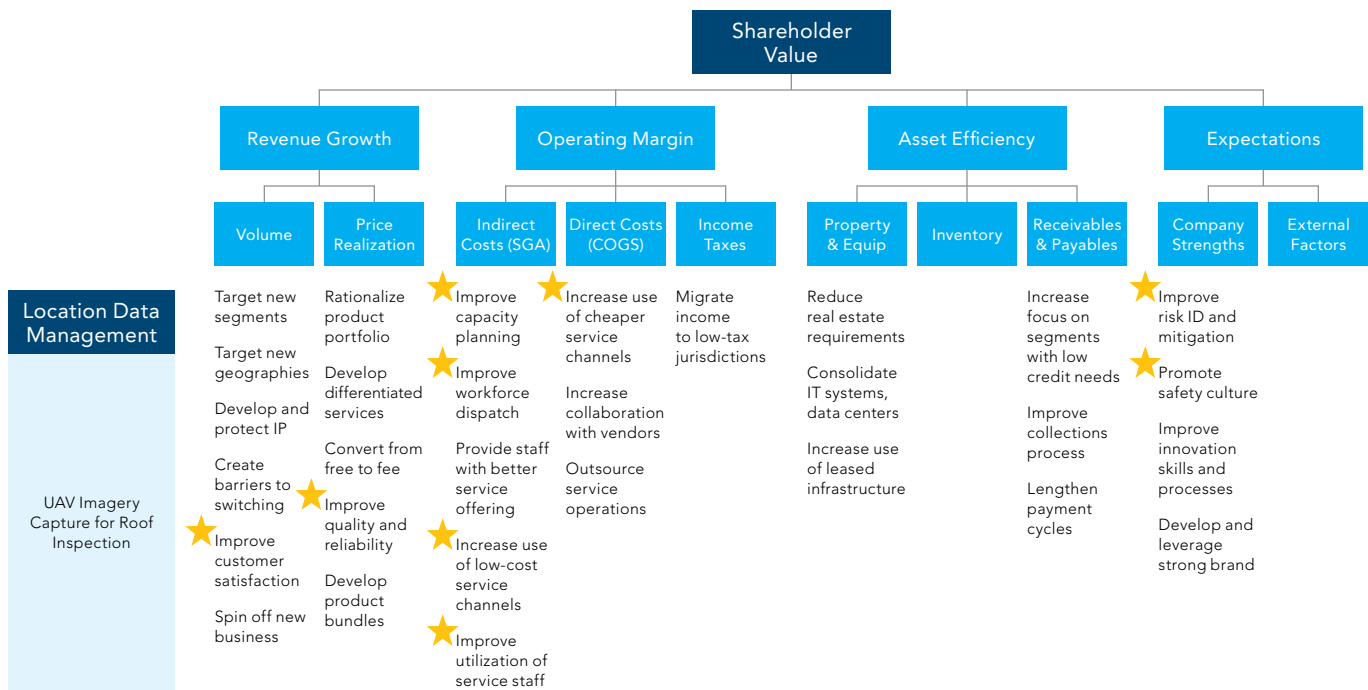 Shareholder
Value
Revenue Growth
Operating Margin
Asset Efficiency
Expectations
Volume
Price
Realization
Indirect
Costs (SGA)
Direct Costs
(COGS)
Income
Taxes
Property
& Equip
Inventory
Receivables
& Payables
Company
Strengths
External
Factors
Location Data
Management
UAV Imagery
Capture for Roof
Inspection
Target new
segments
Target new
geographies
Develop and
protect IP
Create
barriers to
switching
Improve
customer
satisfaction
Spin off new
business
Rationalize
product
portfolio
Develop
differentiated
services
Convert from
free to fee
Improve
quality and
reliability
Develop
product
bundles
Improve
capacity
planning
Improve
workforce
dispatch
Provide staff
with better
service
offering
Increase use
of low-cost
service
channels
Improve
utilization of
service staff
Increase use
of cheaper
service
channels
Increase
collaboration
with vendors
Outsource
service
operations
Migrate
income
to low-tax
jurisdictions
Reduce
real estate
requirements
Consolidate
IT systems,
data centers
Increase use
of leased
infrastructure
Increase
focus on
segments
with low
credit needs
Improve
collections
process
Lengthen
payment
cycles
Improve
risk ID and
mitigation
Promote
safety culture
Improve
innovation
skills and
processes
Develop and
leverage
strong brand